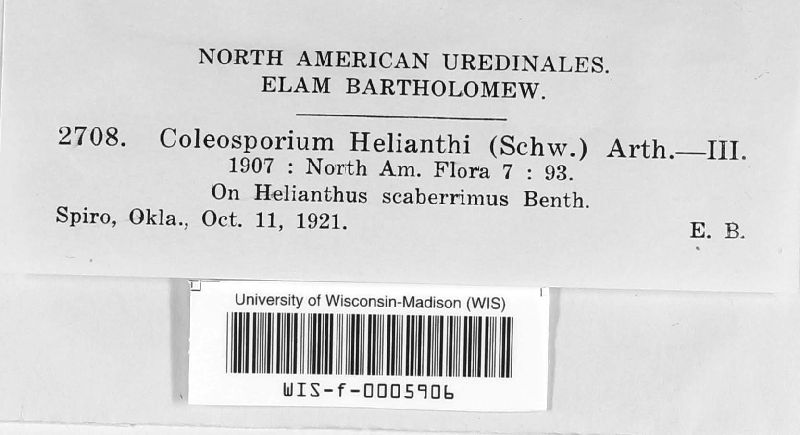 NORTH AMERICAN UREDINALES.
ELAM BARTHOLOMEW.
2708. Coleosporium Helianthi (Schw.) Arth.—III.
1907 : North Am. Flora 7 : 93.
On Helianthus scaberrimus Benth.
Spiro, Okla., Oct. 11, 1921. E. B.
University of Wisconsin-Madison (WIS)
WIS-f-0005906